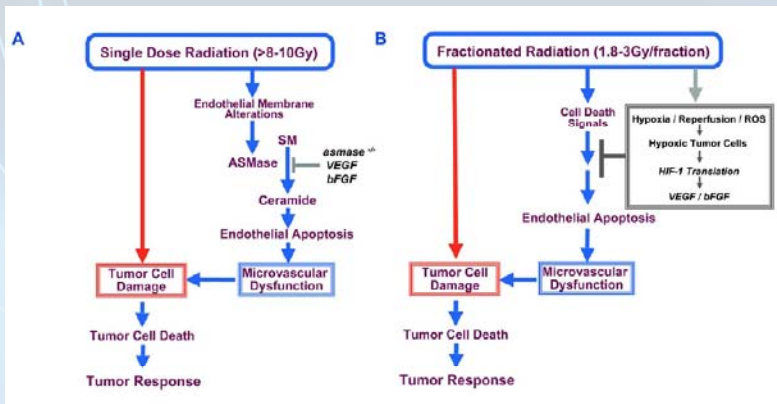 A
Single Dose Radiation (>8-10Gy)
Endothelial Membrane
Alterations
SM
ASMase
asmase -/-
VEGF
bFGF
Ceramide
Endothelial Apoptosis
Tumor Cell
Damage
Microvascular
Dysfunction
Tumor Cell Death
Tumor Response
B
Fractionated Radiation (1.8-3Gy/fraction)
Cell Death
Signals
Hypoxia / Reperfusion / ROS
Hypoxic Tumor Cells
HIF-1 Translation
VEGF / bFGF
Endothelial Apoptosis
Tumor Cell
Damage
Microvascular
Dysfunction
Tumor Cell Death
Tumor Response